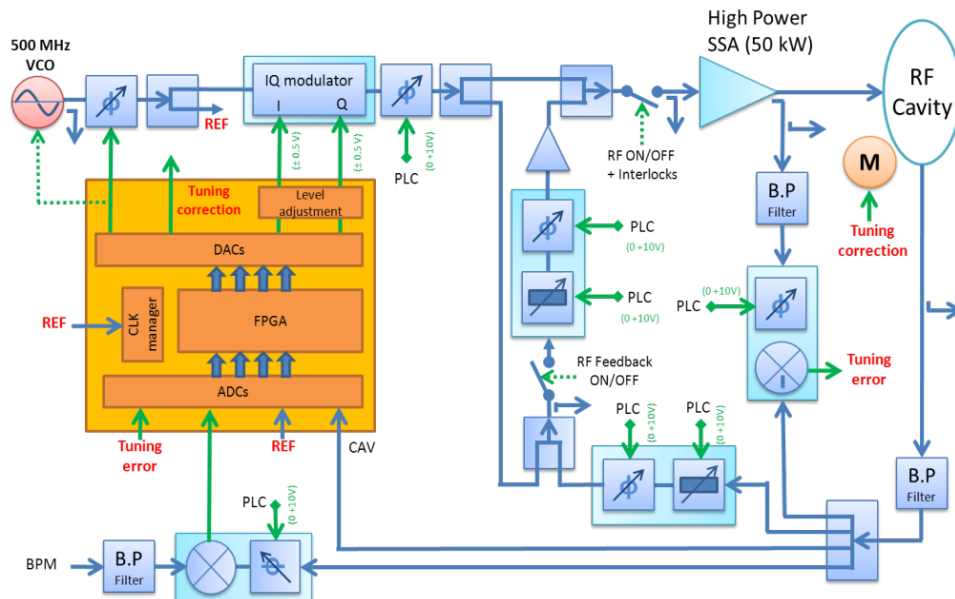 500 MHz
VCO
ϕ
REF
IQ modulator
I
Q
ϕ
(± 0.5 V)
(± 0.5 V)
PLC
(0 +10V)
High Power
SSA (50 kW)
RF
Cavity
RF ON/OFF
+ Interlocks
M
Tuning
correction
B.P
Filter
Tuning
correction
Level
adjustment
DACs
FPGA
CLK
manager
REF
ADCs
Tuning
error
REF
CAV
ϕ
PLC
(0 +10V)
PLC
(0 +10V)
(0 +10V)
PLC
ϕ
I
Tuning
error
RF Feedback
ON/OFF
PLC
(0 +10V)
PLC
(0 +10V)
ϕ
B.P
Filter
PLC
(0 +10V)
BPM
B.P
Filter
ϕ